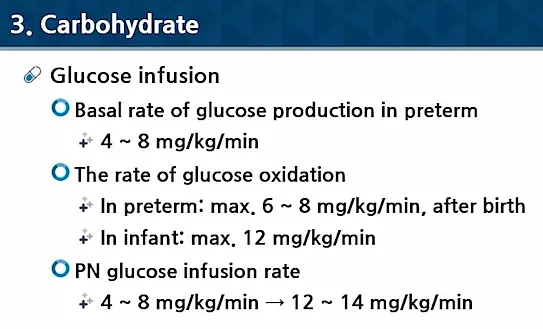 3. Carbohydrate
Glucose infusion
Basal rate of glucose production in preterm
4 ~ 8 mg/kg/min
The rate of glucose oxidation
In preterm: max. 6 ~ 8 mg/kg/min, after birth
In infant: max. 12 mg/kg/min
PN glucose infusion rate
4 ~ 8 mg/kg/min → 12 ~ 14 mg/kg/min